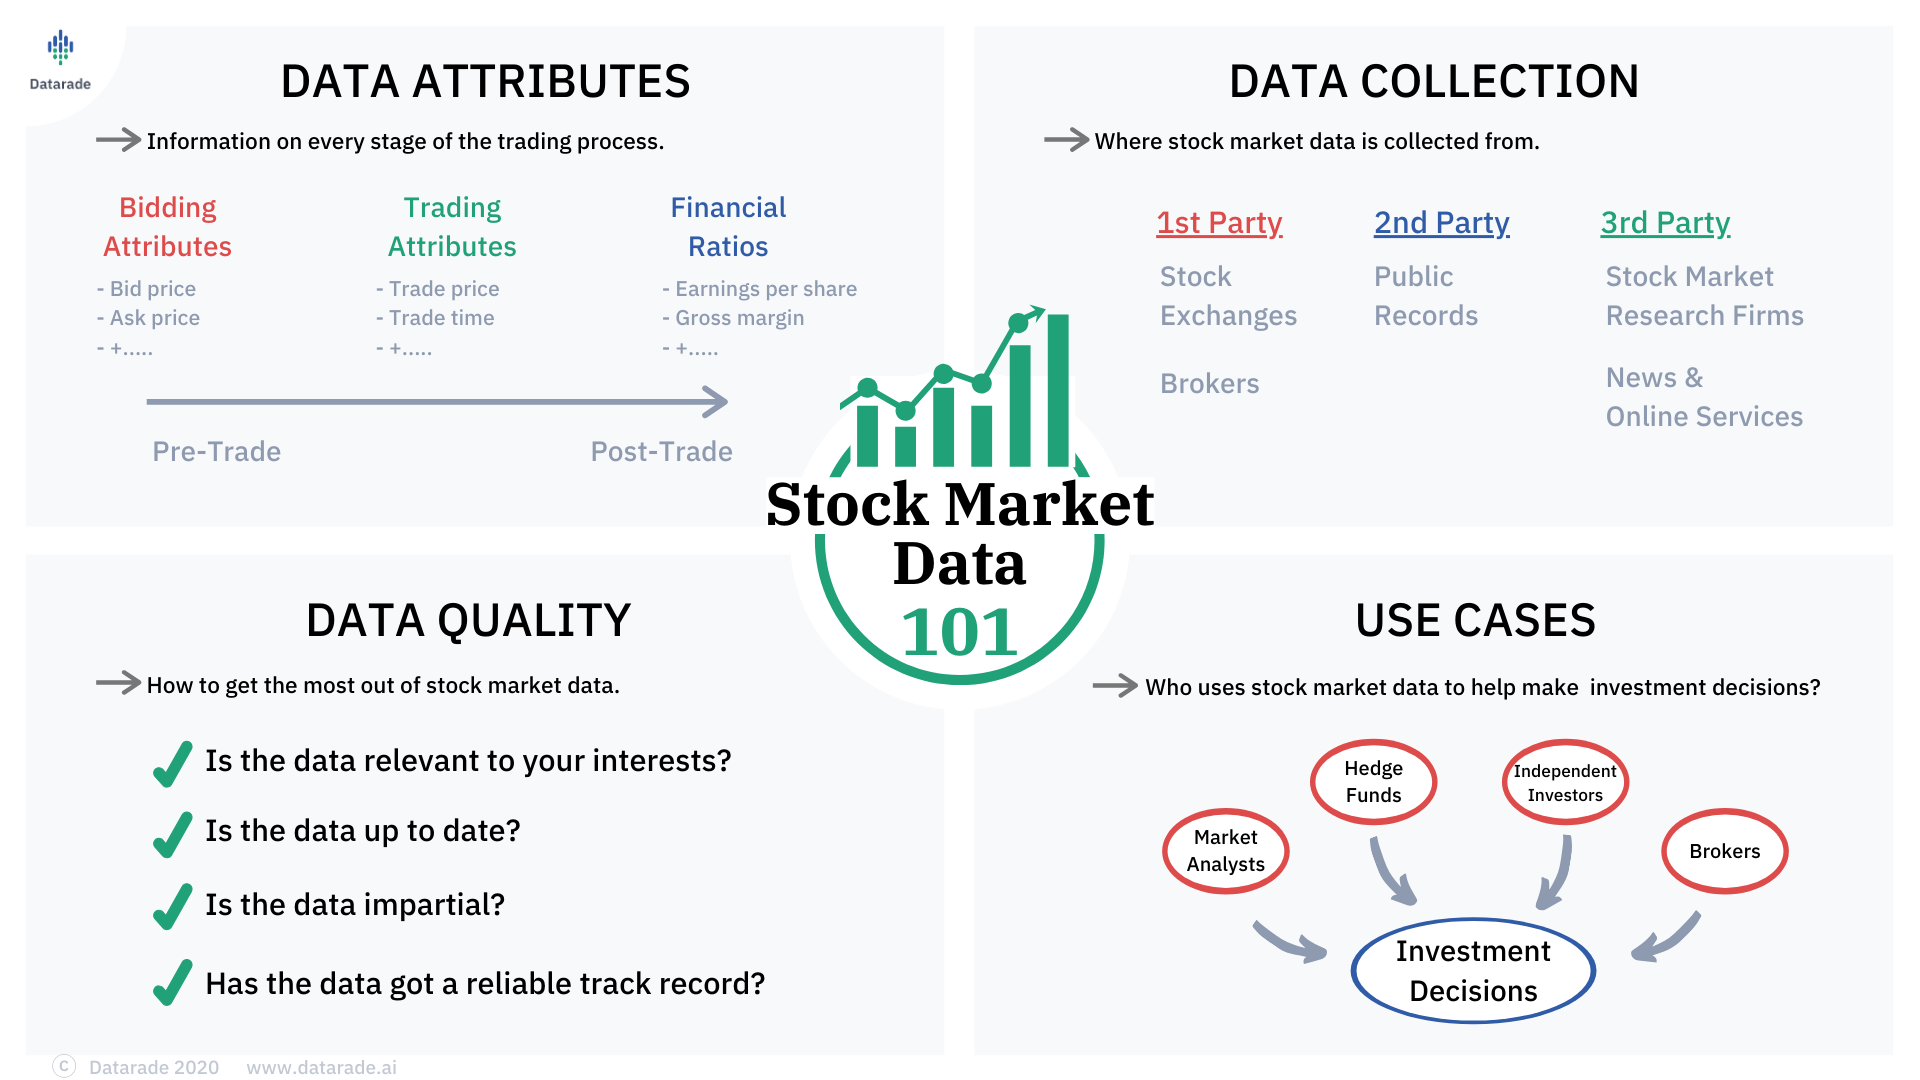 Datarade
DATA ATTRIBUTES
Information on every stage of the trading process.
Bidding
Attributes
- Bid price
- Ask price
- +.....
Trading
Attributes
- Trade price
- Trade time
- +.....
Financial
Ratios
- Earnings per share
- Gross margin
- +.....
Pre-Trade
Post-Trade
DATA COLLECTION
Where stock market data is collected from.
1st Party
Stock
Exchanges
Brokers
2nd Party
Public
Records
3rd Party
Stock Market
Research Firms
News &
Online Services
Stock Market
Data
101
DATA QUALITY
How to get the most out of stock market data.
Is the data relevant to your interests?
Is the data up to date?
Is the data impartial?
Has the data got a reliable track record?
USE CASES
Who uses stock market data to help make  investment decisions?
Market
Analysts
Hedge
Funds
Independent
Investors
Brokers
Investment
Decisions
© Datarade 2020 www.datarade.ai